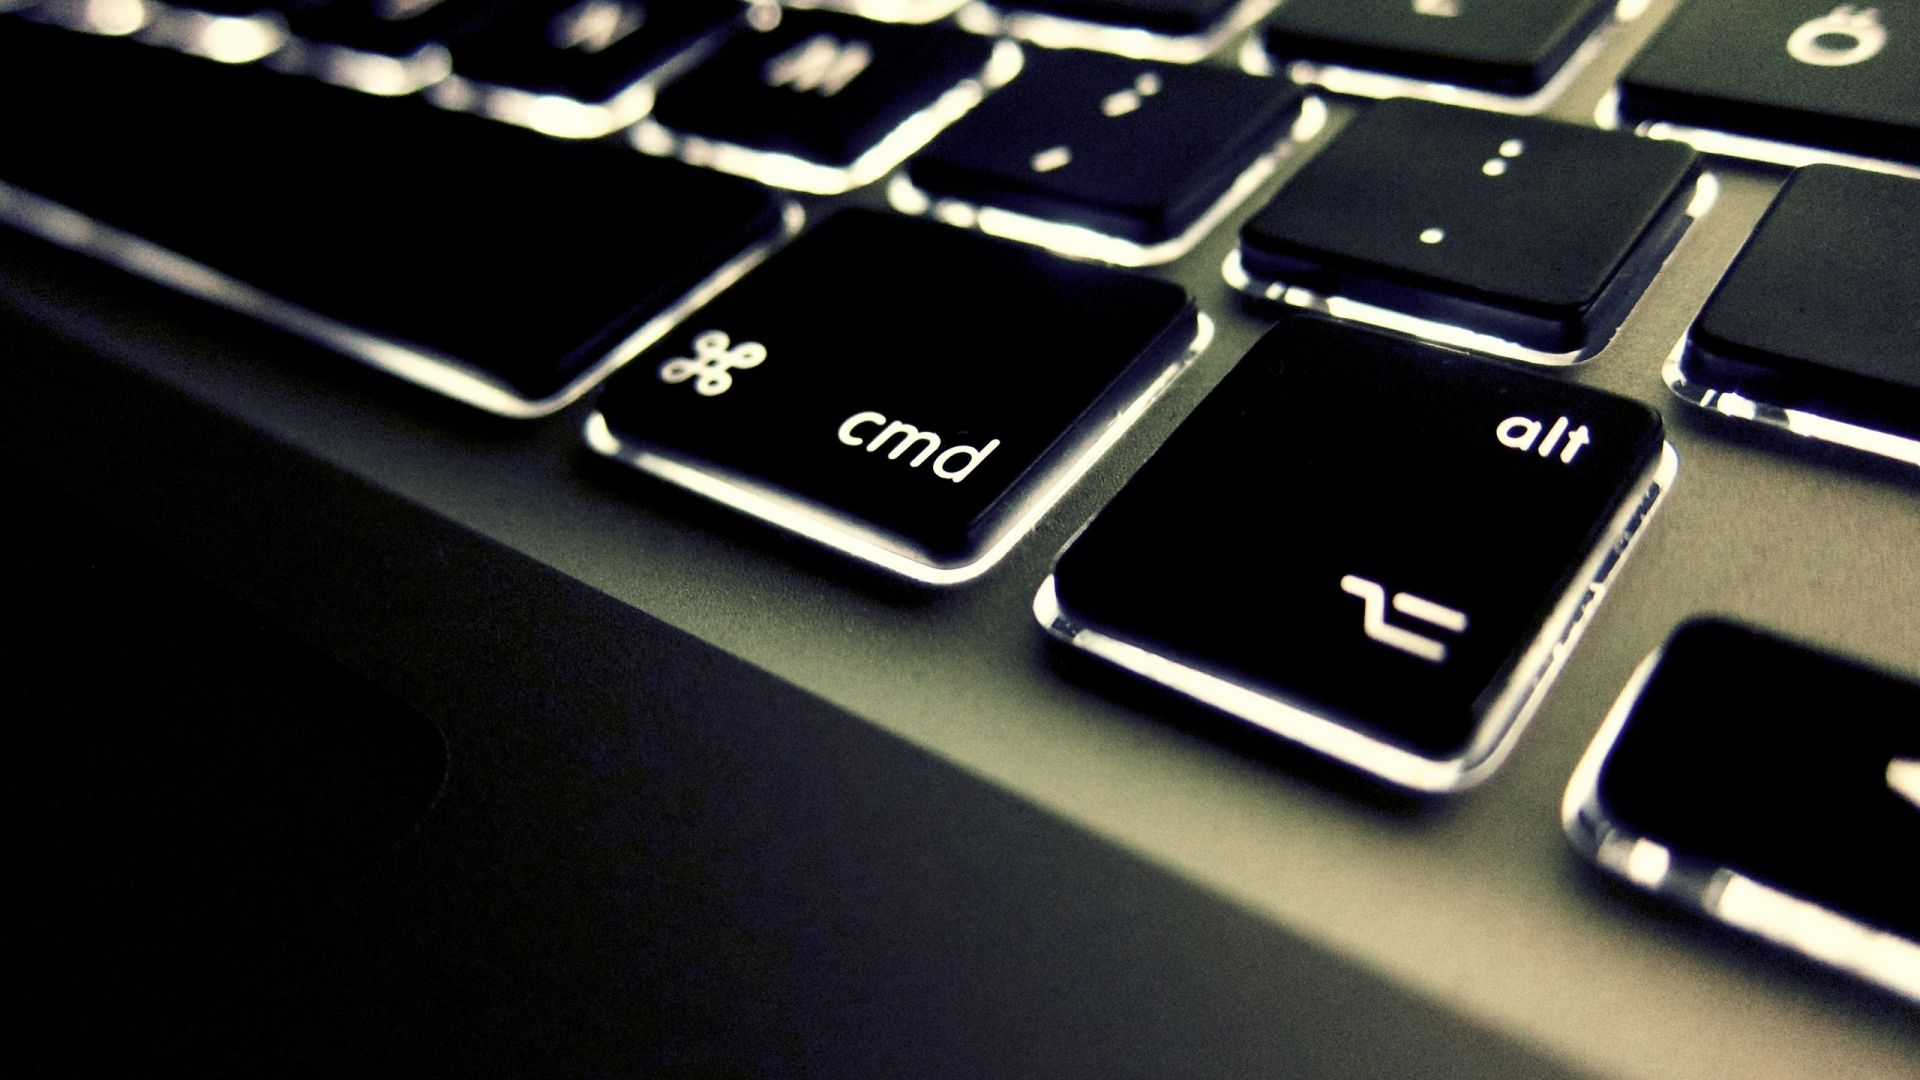 L
Ö
N
M
;
,
:
.
⌘
cmd
alt
⌥